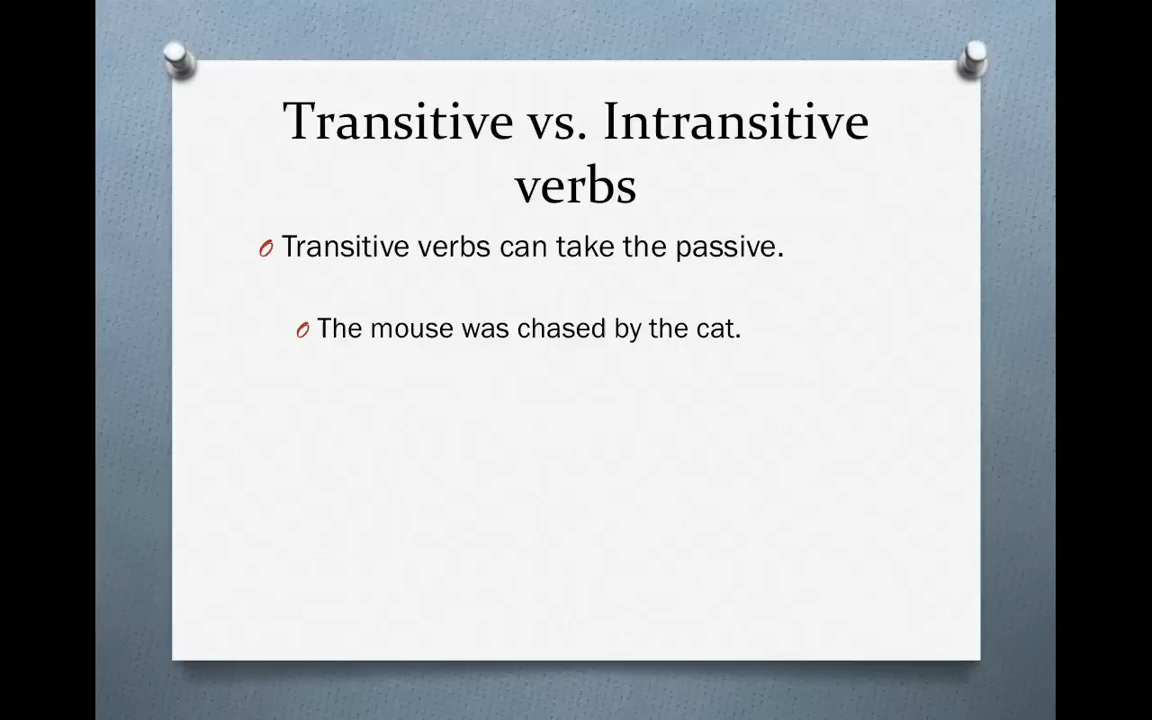 Transitive vs. Intransitive
verbs
Transitive verbs can take the passive.
The mouse was chased by the cat.